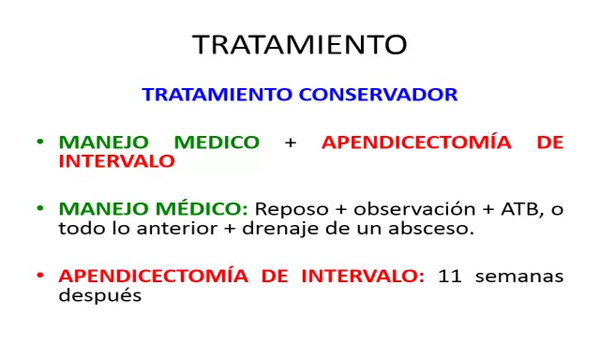 TRATAMIENTO
TRATAMIENTO CONSERVADOR
• MANEJO MEDICO + APENDICECTOMÍA DE
INTERVALO
• MANEJO MÉDICO: Reposo + observación + ATB, o
todo lo anterior + drenaje de un absceso.
• APENDICECTOMÍA DE INTERVALO: 11 semanas
después